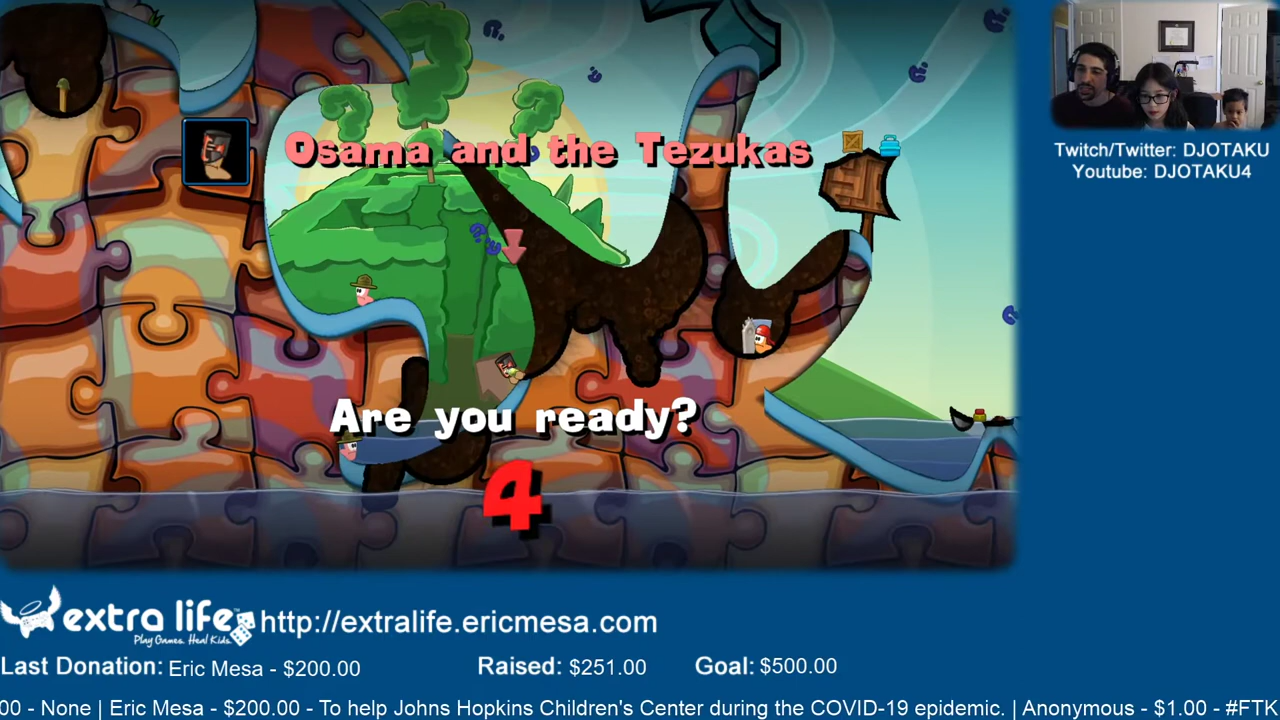 Osama and the Tezukas
Are you ready?
4
Twitch/Twitter: DJOTAKU
Youtube: DJOTAKU4
extra life™
Play Games. Heal Kids.
http://extralife.ericmesa.com
Last Donation: Eric Mesa - $200.00
Raised: $251.00
Goal: $500.00
00 - None | Eric Mesa - $200.00 - To help Johns Hopkins Children's Center during the COVID-19 epidemic. | Anonymous - $1.00 - #FTK